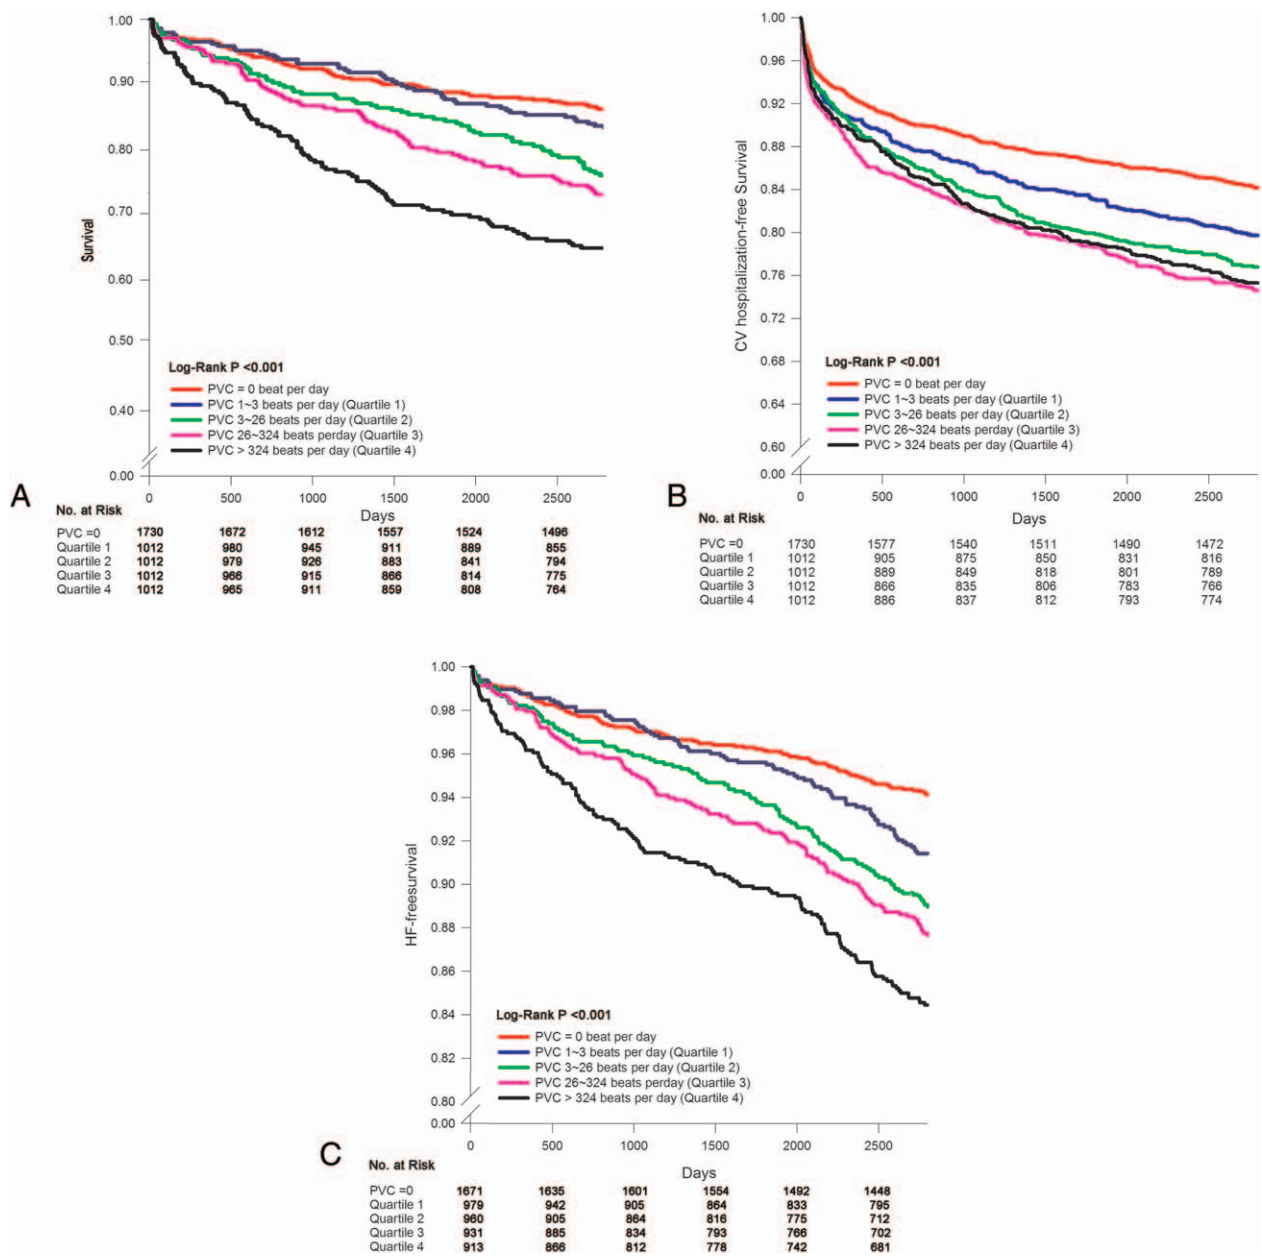 1.00
0.90
0.80
0.70
0.60
0.50
0.40
0.00
Survival
Log-Rank P <0.001
PVC = 0 beat per day
PVC 1~3 beats per day (Quartile 1)
PVC 3~26 beats per day (Quartile 2)
PVC 26~324 beats perday (Quartile 3)
PVC > 324 beats per day (Quartile 4)
0 500 1000 1500 2000 2500
A
Days
No. at Risk
PVC =0 1730 1672 1612 1557 1524 1496
Quartile 1 1012 980 945 911 889 855
Quartile 2 1012 979 926 883 841 794
Quartile 3 1012 966 915 866 814 775
Quartile 4 1012 965 911 859 808 764
1.00
0.96
0.92
0.88
0.84
0.80
0.76
0.72
0.68
0.64
0.60
0.00
CV hospitalization-free Survival
Log-Rank P <0.001
PVC = 0 beat per day
PVC 1~3 beats per day (Quartile 1)
PVC 3~26 beats per day (Quartile 2)
PVC 26~324 beats perday (Quartile 3)
PVC > 324 beats per day (Quartile 4)
0 500 1000 1500 2000 2500
B
Days
No. at Risk
PVC =0 1730 1577 1540 1511 1490 1472
Quartile 1 1012 905 875 850 831 816
Quartile 2 1012 889 849 818 801 789
Quartile 3 1012 866 835 806 783 766
Quartile 4 1012 886 837 812 793 774
1.00
0.98
0.96
0.94
0.92
0.90
0.88
0.86
0.84
0.82
0.80
0.00
HF-freesurvival
Log-Rank P <0.001
PVC = 0 beat per day
PVC 1~3 beats per day (Quartile 1)
PVC 3~26 beats per day (Quartile 2)
PVC 26~324 beats perday (Quartile 3)
PVC > 324 beats per day (Quartile 4)
0 500 1000 1500 2000 2500
C
Days
No. at Risk
PVC =0 1671 1635 1601 1554 1492 1448
Quartile 1 979 942 905 864 833 795
Quartile 2 960 905 864 816 775 712
Quartile 3 931 885 834 793 766 702
Quartile 4 913 866 812 778 742 681